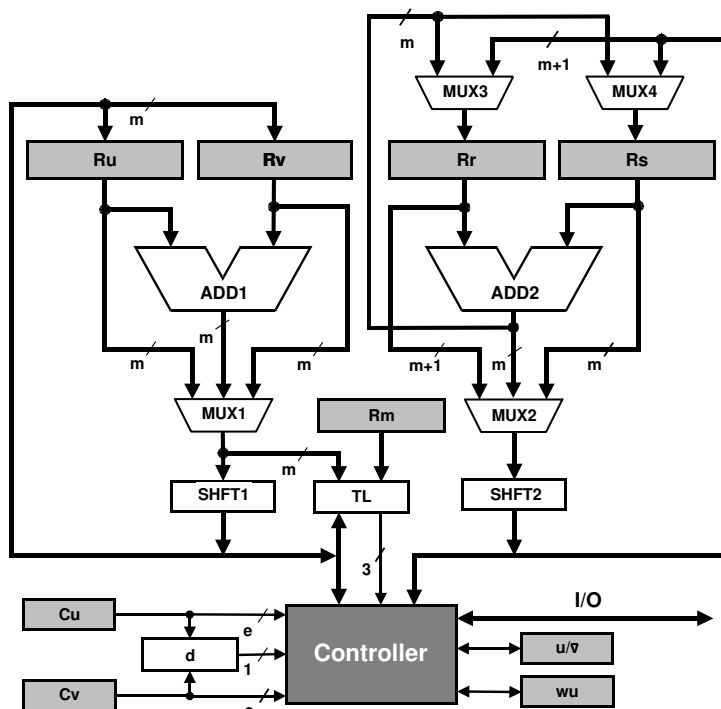 m
m+1
MUX3
MUX4
m
Ru
Rv
Rr
Rs
ADD1
ADD2
m
m
m
m+1
m
m
MUX1
MUX2
Rm
m
SHFT1
TL
SHFT2
3
I/O
Cu
e
d
1
Controller
u/∇
Cv
wu